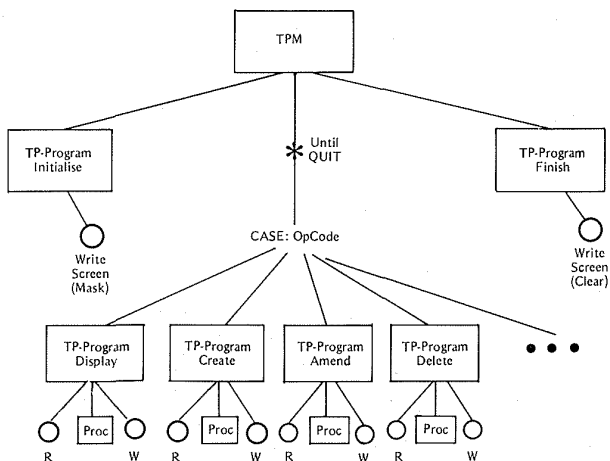 TPM
TP-Program
Initialise
*
Until
QUIT
TP-Program
Finish
Write
Screen
(Mask)
CASE: OpCode
Write
Screen
(Clear)
TP-Program
Display
TP-Program
Create
TP-Program
Amend
TP-Program
Delete
• • •
Proc
Proc
Proc
Proc
R
W
R
W
R
W
R
W